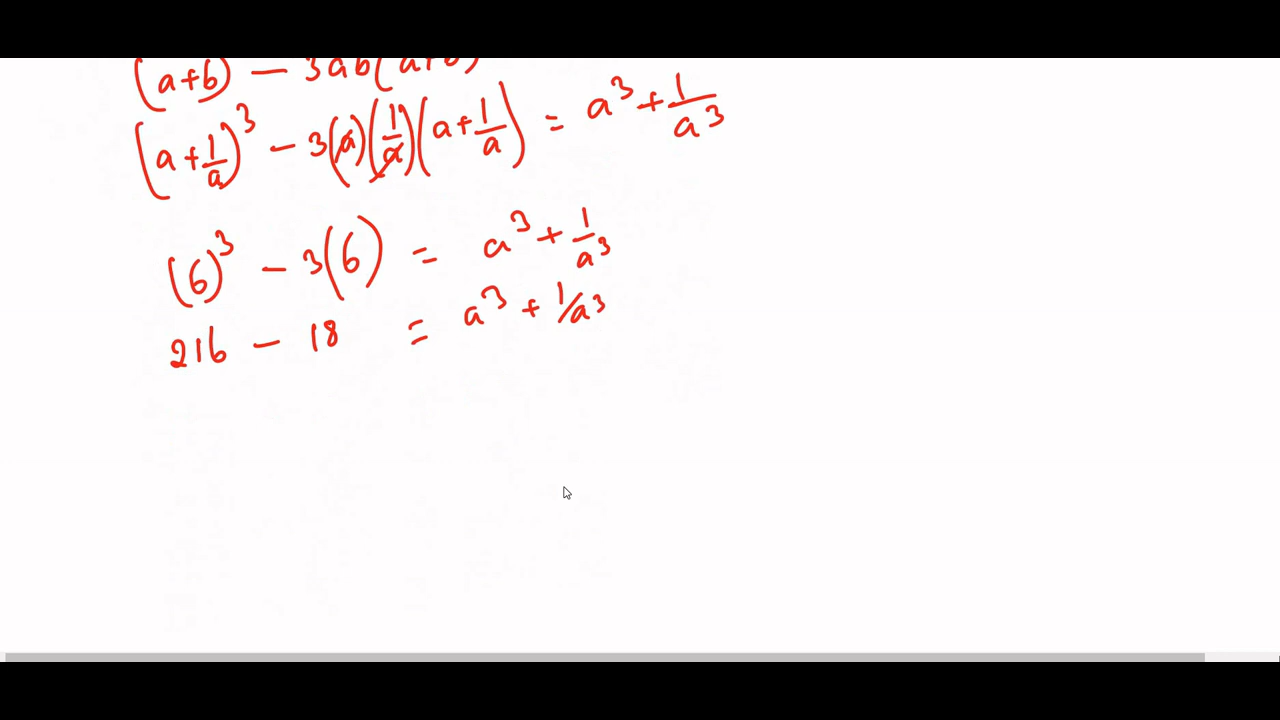 (a+b) - 3ab(a+b)
(a+1/a)³ - 3(a)(1/a)(a+1/a) = a³+1/a³
(6)³ - 3(6) = a³+1/a³
216 - 18 = a³+1/a³